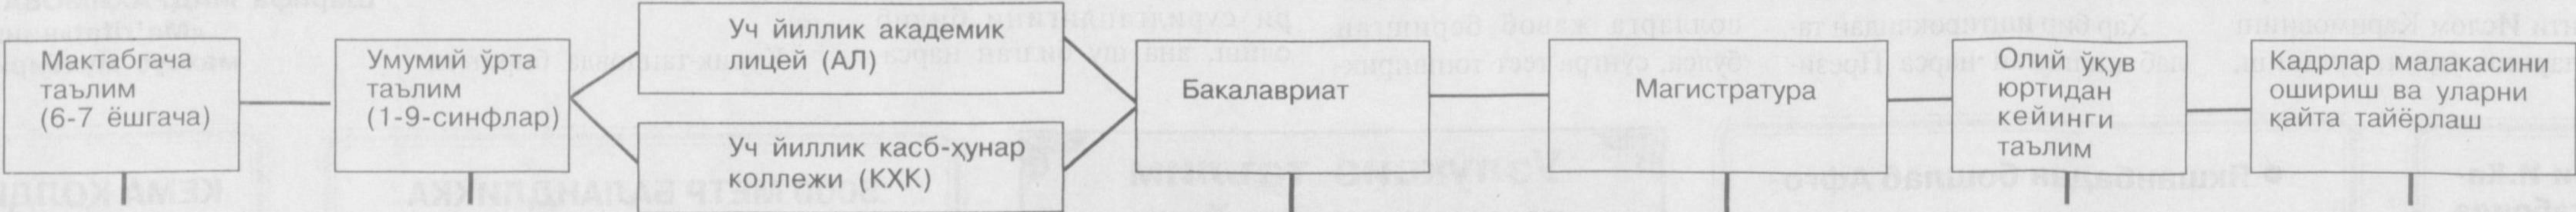 Мактабгача
таълим
(6-7 ёшгача)
Умумий ўрта
таълим
(1-9-синфлар)
Уч йиллик академик
лицей (АЛ)
Уч йиллик касб-ҳунар
коллежи (КҲК)
Бакалавриат
Магистратура
Олий ўқув
юртидан
кейинги
таълим
Кадрлар малакасини
ошириш ва уларни
қайта тайёрлаш